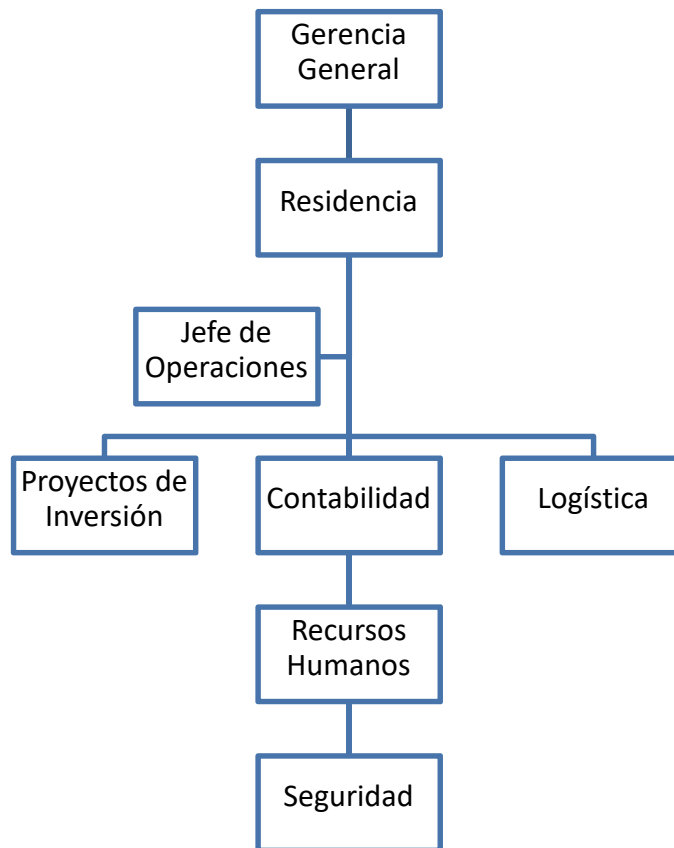 Gerencia
General
Residencia
Jefe de
Operaciones
Proyectos de
Inversión
Contabilidad
Logística
Recursos
Humanos
Seguridad